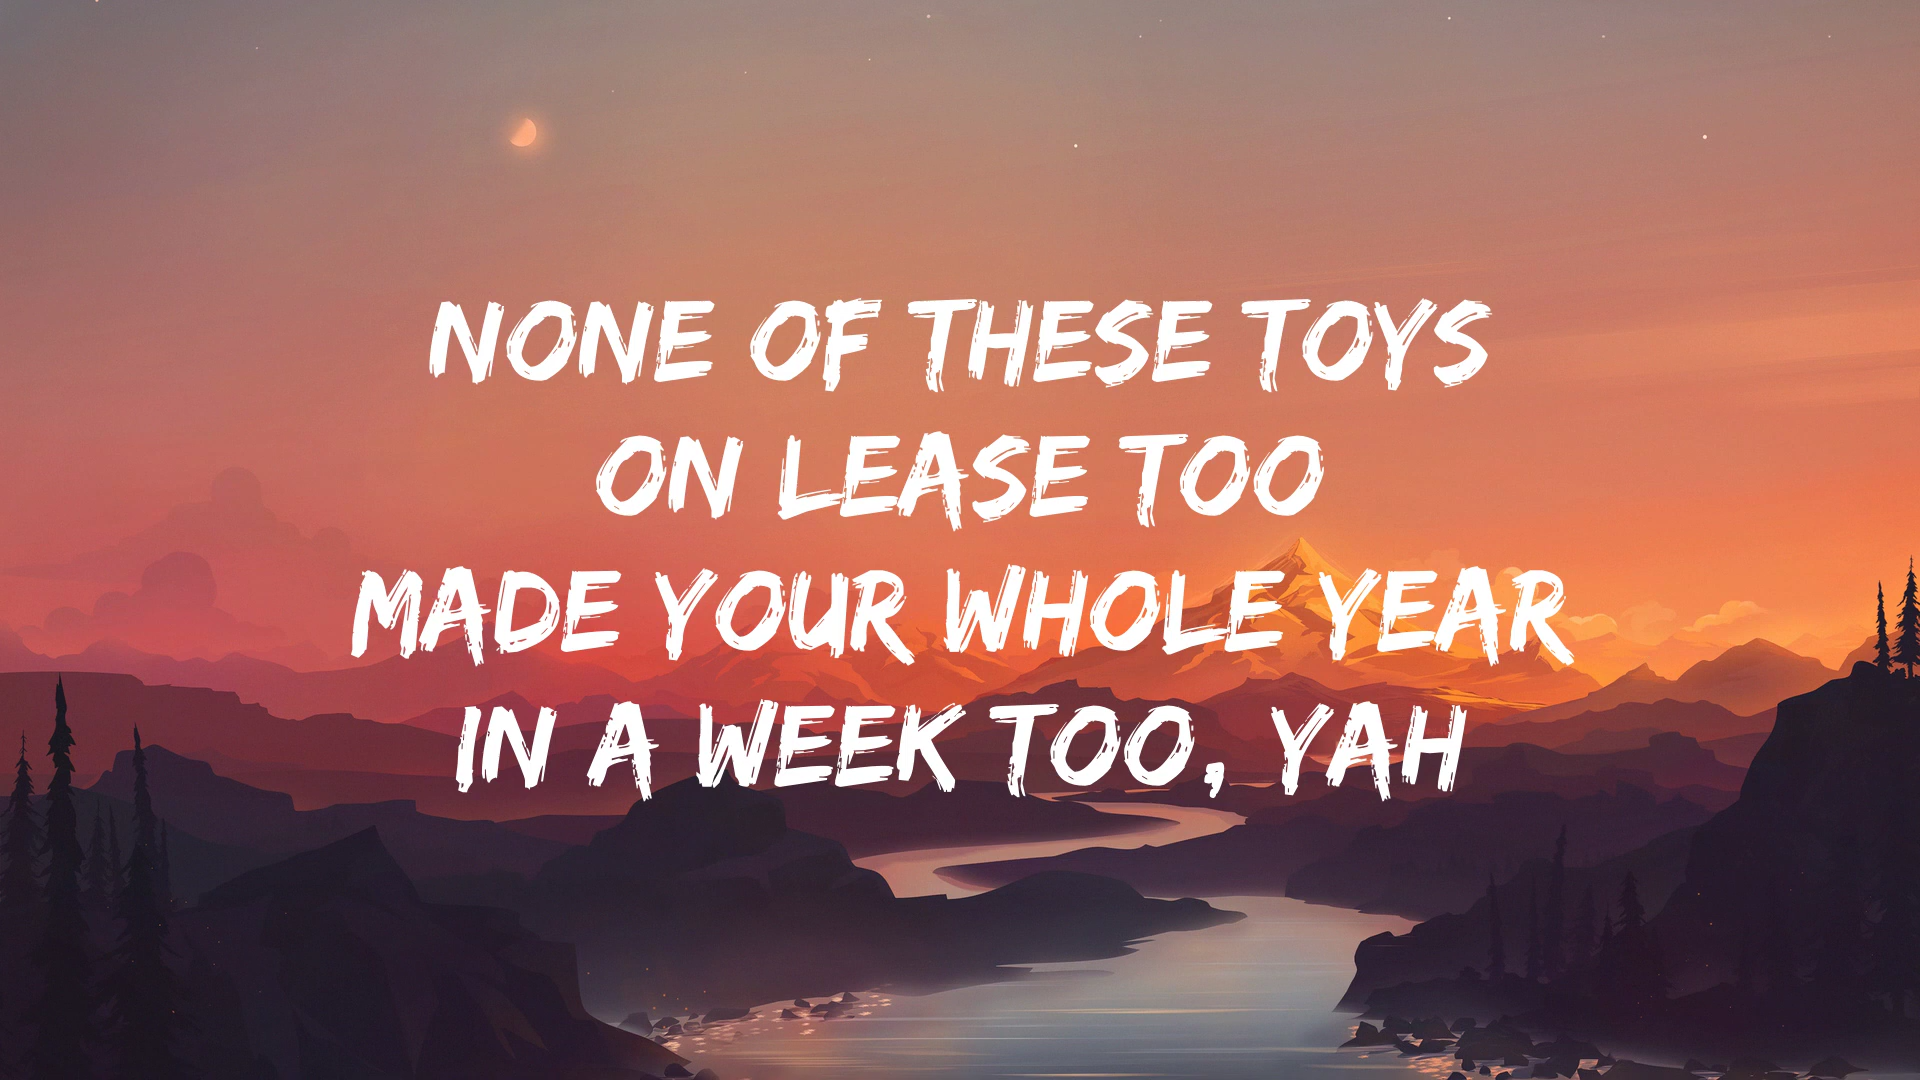 NONE OF THESE TOYS
ON LEASE TOO
MADE YOUR WHOLE YEAR
IN A WEEK TOO, YAH